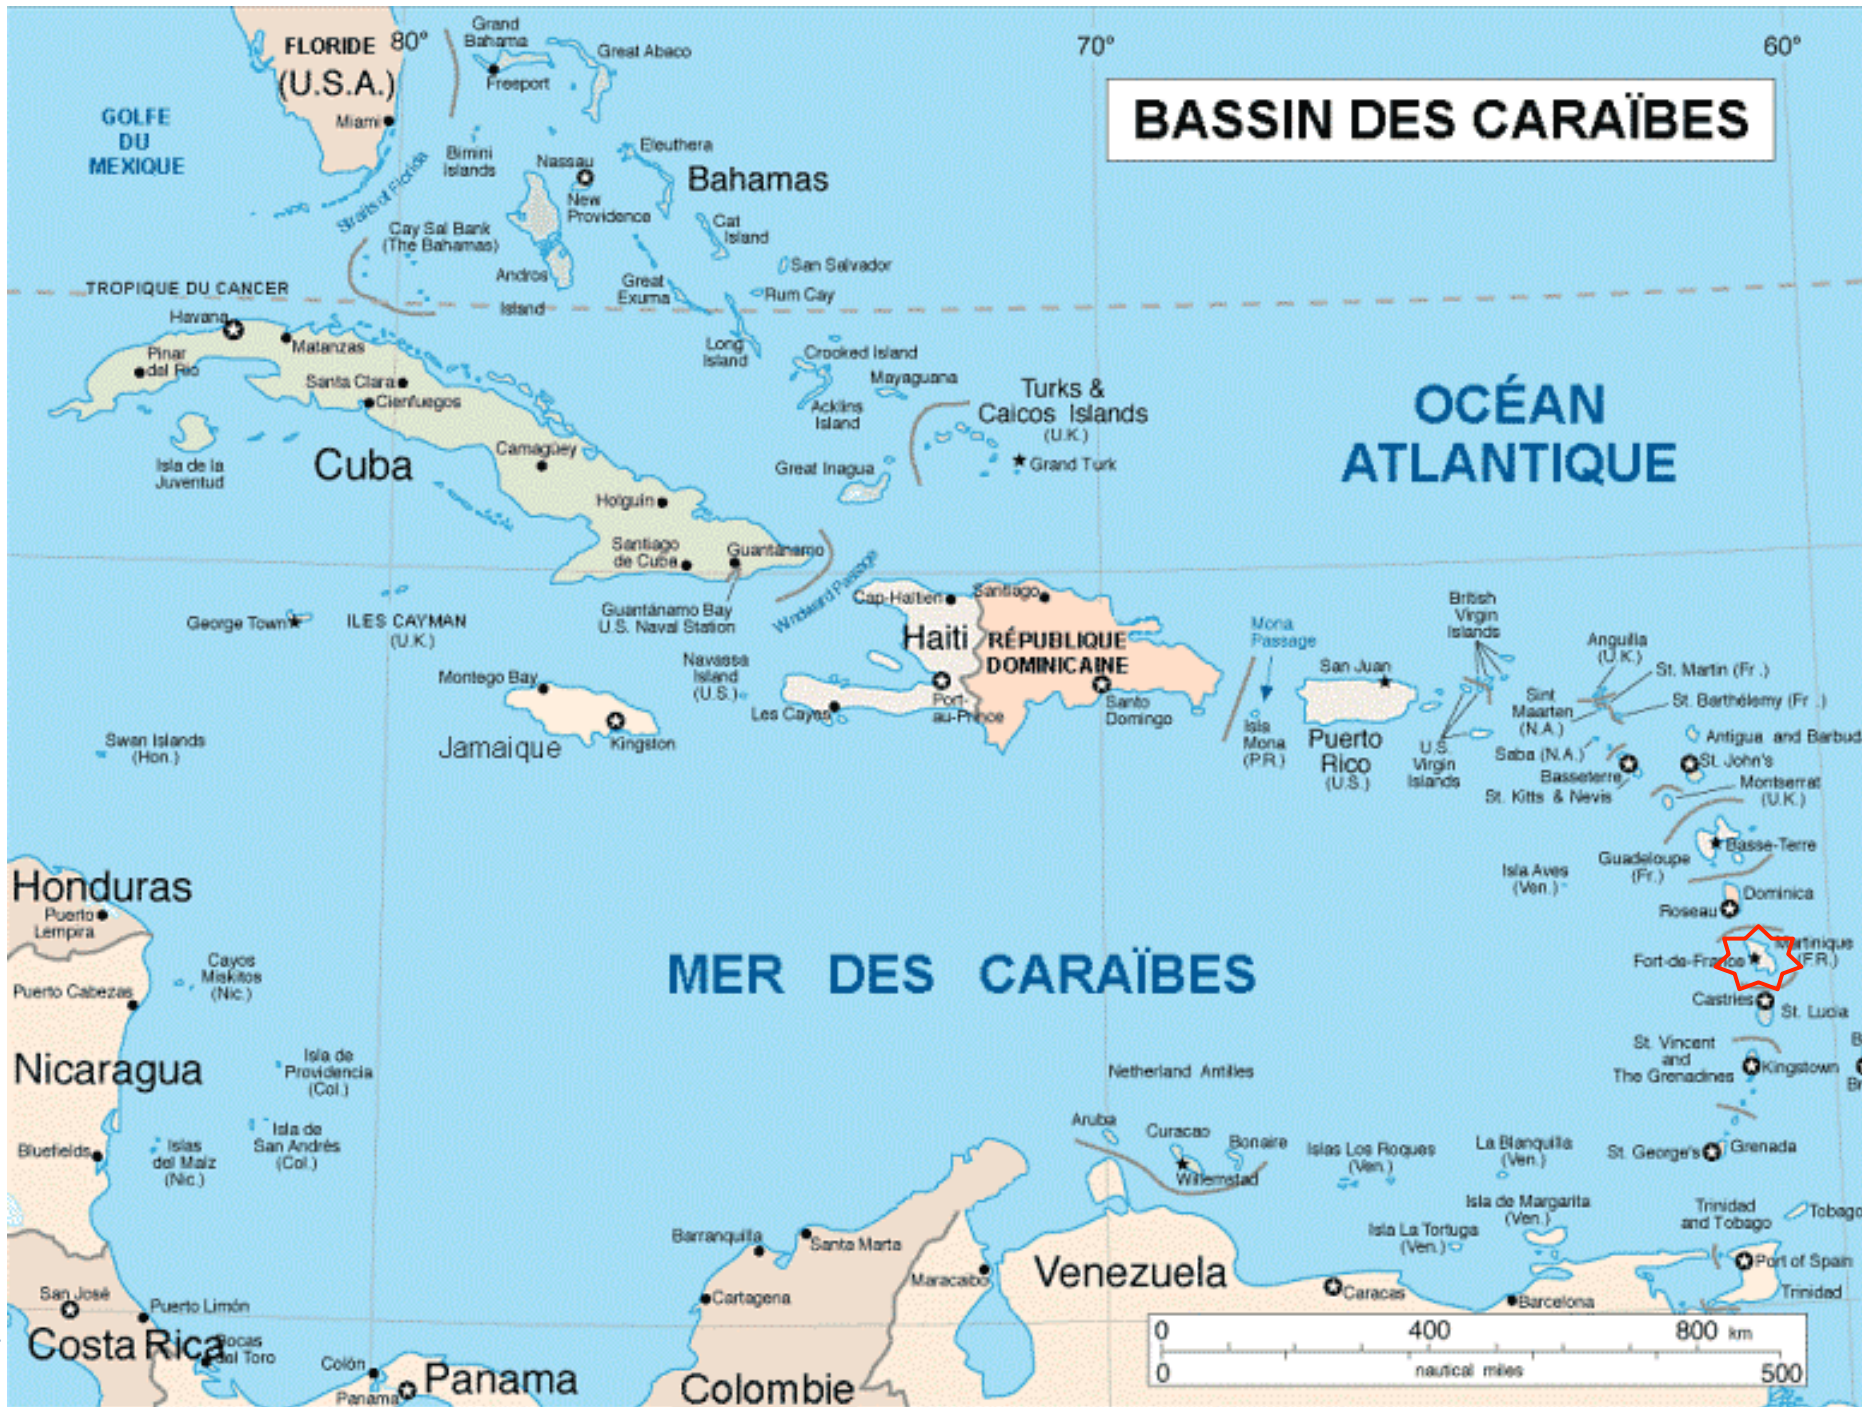 FLORIDE
(U.S.A.)
80°
70°
60°
Miami
GOLFE
DU
MEXIQUE
Straits of Florida
Grand
Bahama
Freeport
Great Abaco
BASSIN DES CARAÏBES
Bimini
Islands
Nassau
New
Providence
Eleuthera
Bahamas
Cay Sal Bank
(The Bahamas)
Andros
Island
Cat
Island
San Salvador
Great
Exuma
Rum Cay
TROPIQUE DU CANCER
Long
Island
Crooked Island
Mayaguana
Acklins
Island
Turks &
Caicos Islands
(U.K.)
Grand Turk
Great Inagua
OCÉAN
ATLANTIQUE
Havana
Matanzas
Pinar
del Rio
Santa Clara
Cienfuegos
Isla de la
Juventud
Cuba
Camagüey
Holguín
Santiago
de Cuba
Guantánamo
Windward Passage
Guantánamo Bay
U.S. Naval Station
George Town
ILES CAYMAN
(U.K.)
Cap-Haïtien
Santiago
Haiti
RÉPUBLIQUE
DOMINICAINE
Port-
au-Prince
Santo
Domingo
Les Cayes
Navassa
Island
(U.S.)
Montego Bay
Jamaique
Kingston
Swan Islands
(Hon.)
Mona
Passage
Isla
Mona
(P.R.)
San Juan
Puerto
Rico
(U.S.)
British
Virgin
Islands
U.S.
Virgin
Islands
Anguilla
(U.K.)
St. Martin (Fr.)
St. Barthélemy (Fr.)
Sint
Maarten
(N.A.)
Saba (N.A.)
Antigua and Barbud
St. John's
Basseterre
St. Kitts & Nevis
Montserrat
(U.K.)
Basse-Terre
Guadeloupe
(Fr.)
Isla Aves
(Ven.)
Dominica
Roseau
Martinique
(F.R.)
Fort-de-France
Castries
St. Lucia
St. Vincent
and
The Grenadines
Kingstown
B
Br
Grenada
St. George's
MER DES CARAÏBES
Honduras
Puerto
Lempira
Cayos
Miskitos
(Nic.)
Puerto Cabezas
Nicaragua
Isla de
Providencia
(Col.)
Isla de
San Andrés
(Col.)
Bluefields
Islas
del Maíz
(Nic.)
Netherland Antilles
Aruba
Curacao
Bonaire
Willemstad
Islas Los Roques
(Ven.)
La Blanquilla
(Ven.)
Isla de Margarita
(Ven.)
Isla La Tortuga
(Ven.)
Trinidad
and Tobago
Tobago
Port of Spain
Trinidad
Barranquilla
Santa Marta
Cartagena
Maracaibo
Venezuela
Caracas
Barcelona
San José
Puerto Limón
Costa Rica
Bocas
del Toro
Colón
Panama
Panama
Colombie
0 400 800 km
nautical miles
0 500